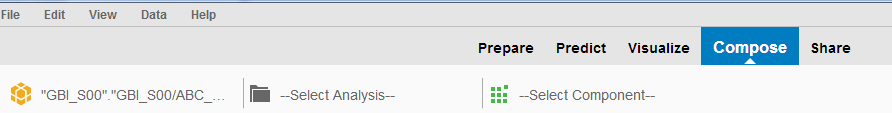 File Edit View Data Help
Prepare Predict Visualize Compose Share
"GBI_S00"."GBI_S00/ABC_... --Select Analysis-- --Select Component--